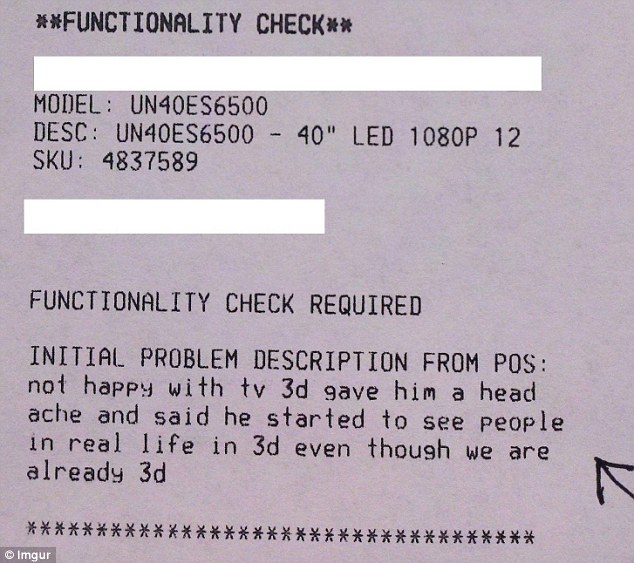 **FUNCTIONALITY CHECK**
MODEL: UN40ES6500
DESC: UN40ES6500 - 40" LED 1080P 12
SKU: 4837589
FUNCTIONALITY CHECK REQUIRED
INITIAL PROBLEM DESCRIPTION FROM POS:
not happy with tv 3d gave him a head
ache and said he started to see people
in real life in 3d even though we are
already 3d
*************************************
© Imgur